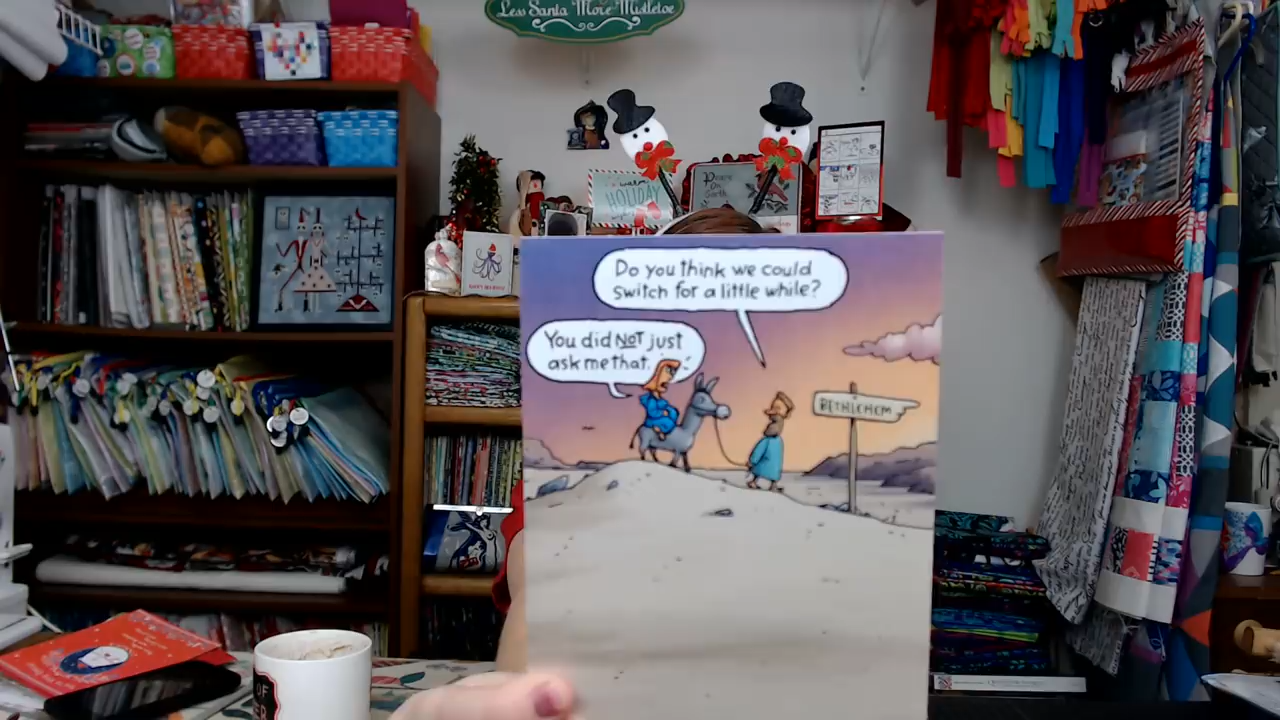 Less Santa More Mistletoe
HOLIDAY
Peace
On
Earth
Do you think we could
switch for a little while?
You did NOT just
ask me that.
BETHLEHEM
OF